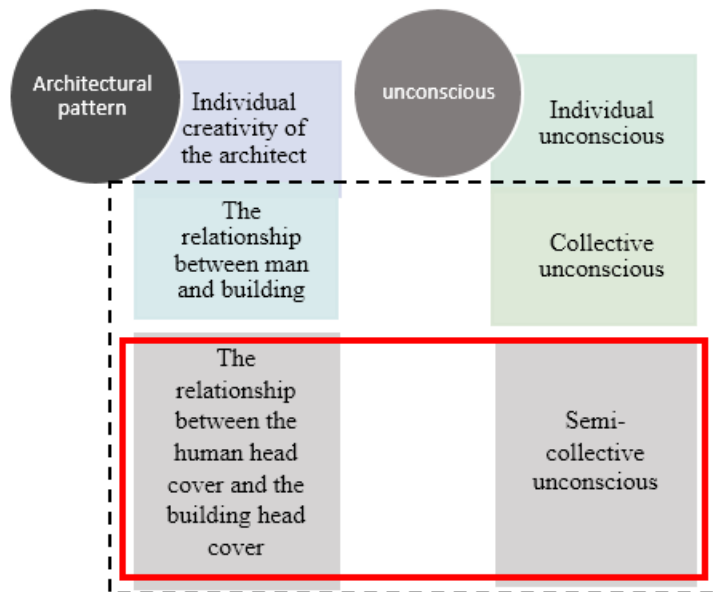 Architectural
pattern
Individual
creativity of
the architect
The
relationship
between man
and building
The
relationship
between the
human head
cover and the
building head
cover
unconscious
Individual
unconscious
Collective
unconscious
Semi-
collective
unconscious